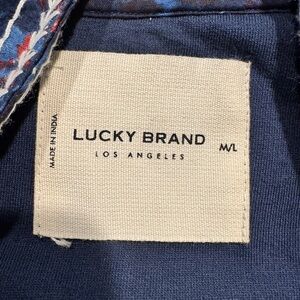 MADE IN INDIA
LUCKY BRAND
LOS ANGELES
M/L